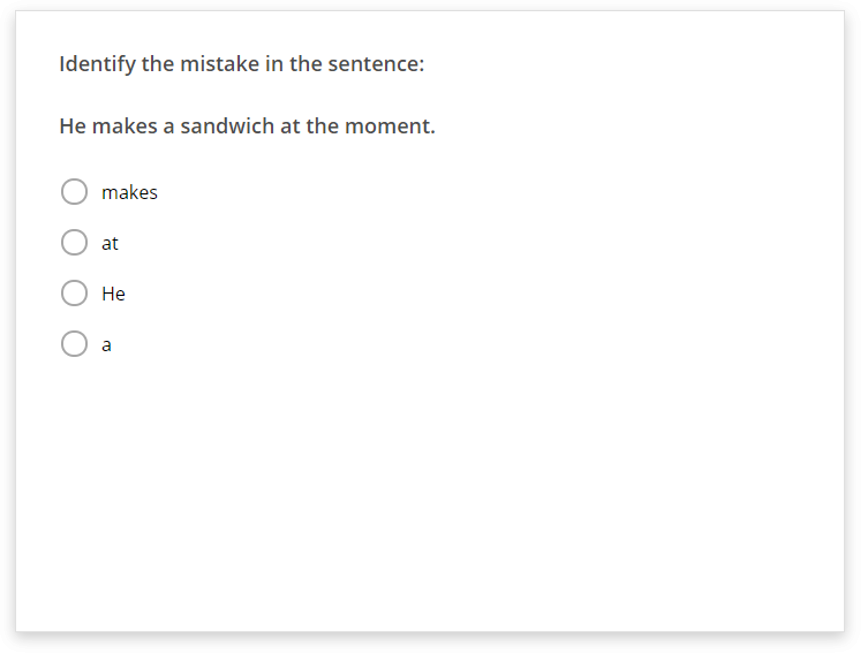 Identify the mistake in the sentence:
He makes a sandwich at the moment.
makes
at
He
a